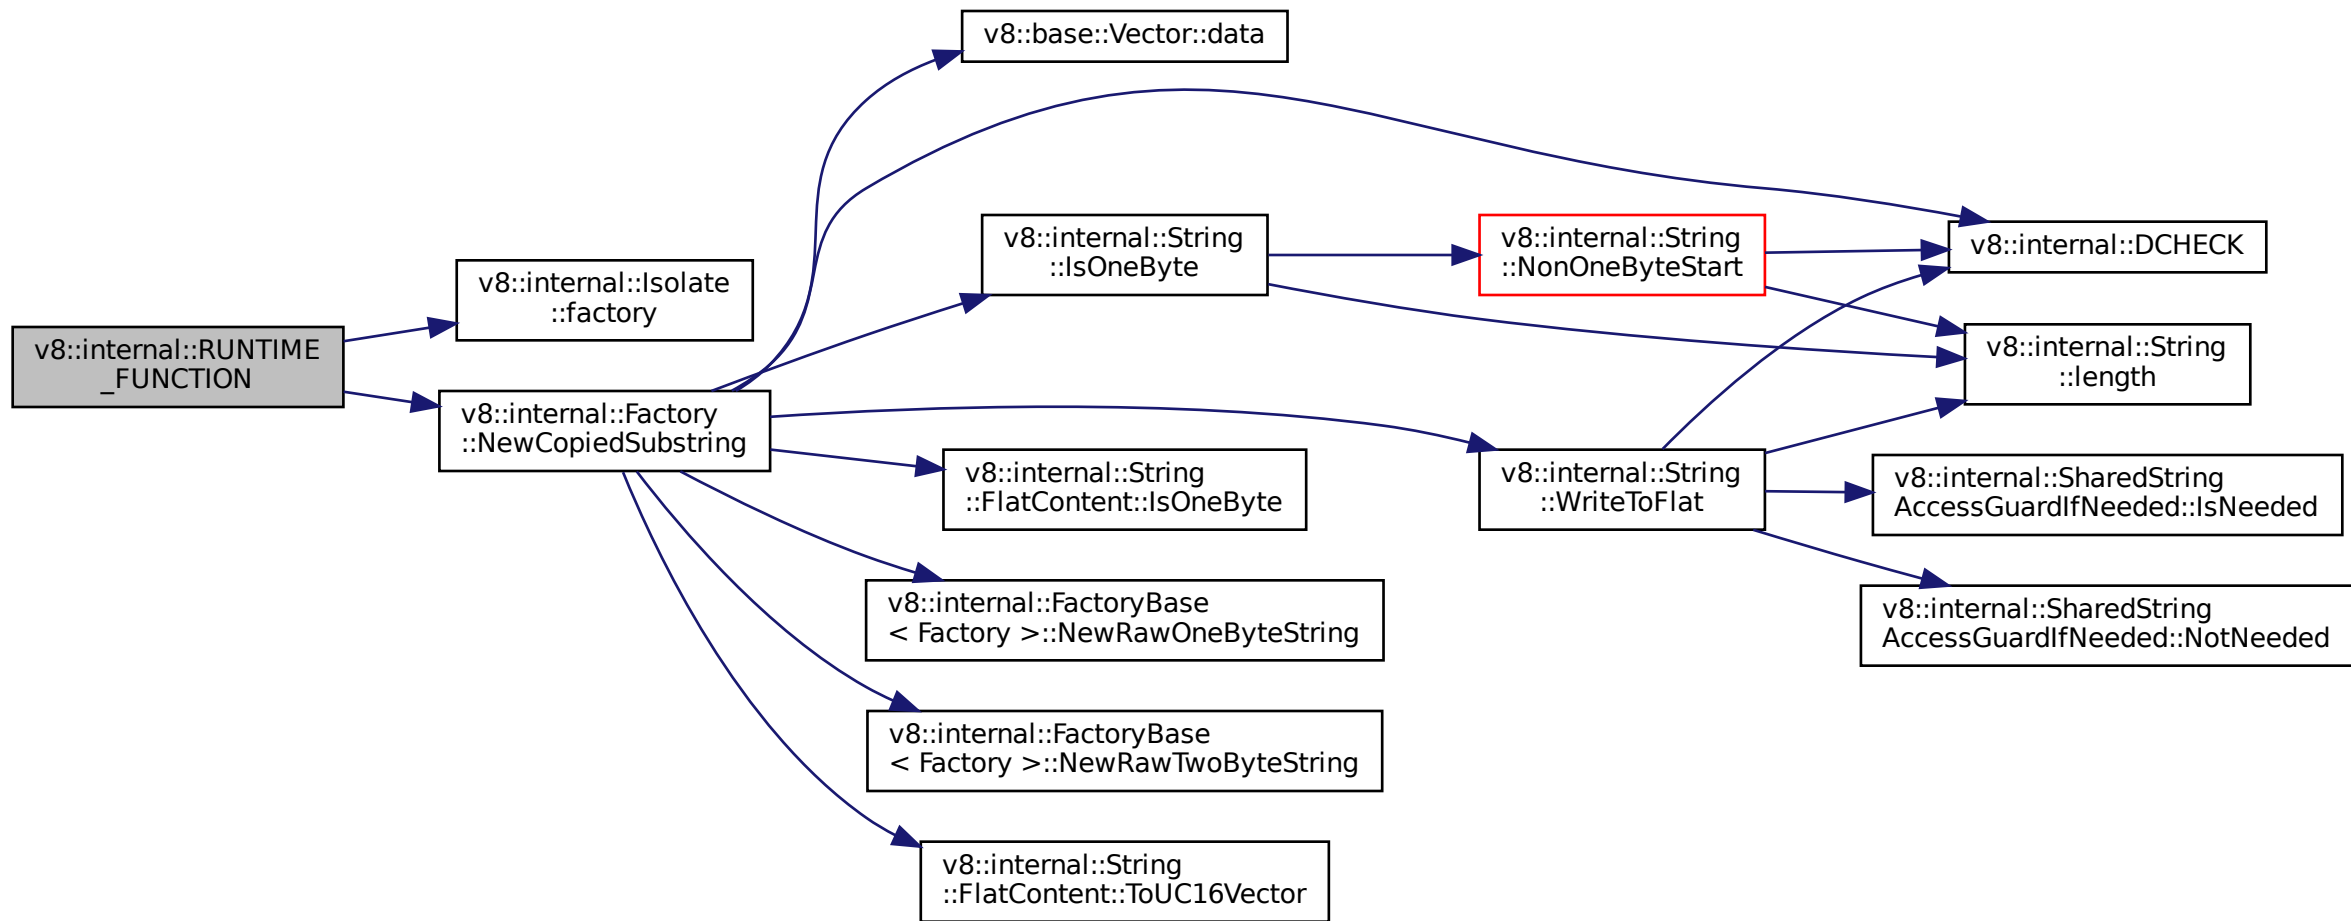 v8::base::Vector::data
v8::internal::String
::IsOneByte
v8::internal::String
::NonOneByteStart
v8::internal::DCHECK
v8::internal::Isolate
::factory
v8::internal::RUNTIME
_FUNCTION
v8::internal::String
::length
v8::internal::Factory
::NewCopiedSubstring
v8::internal::String
::FlatContent::IsOneByte
v8::internal::String
::WriteToFlat
v8::internal::SharedString
AccessGuardIfNeeded::IsNeeded
v8::internal::FactoryBase
< Factory >::NewRawOneByteString
v8::internal::SharedString
AccessGuardIfNeeded::NotNeeded
v8::internal::FactoryBase
< Factory >::NewRawTwoByteString
v8::internal::String
::FlatContent::ToUC16Vector